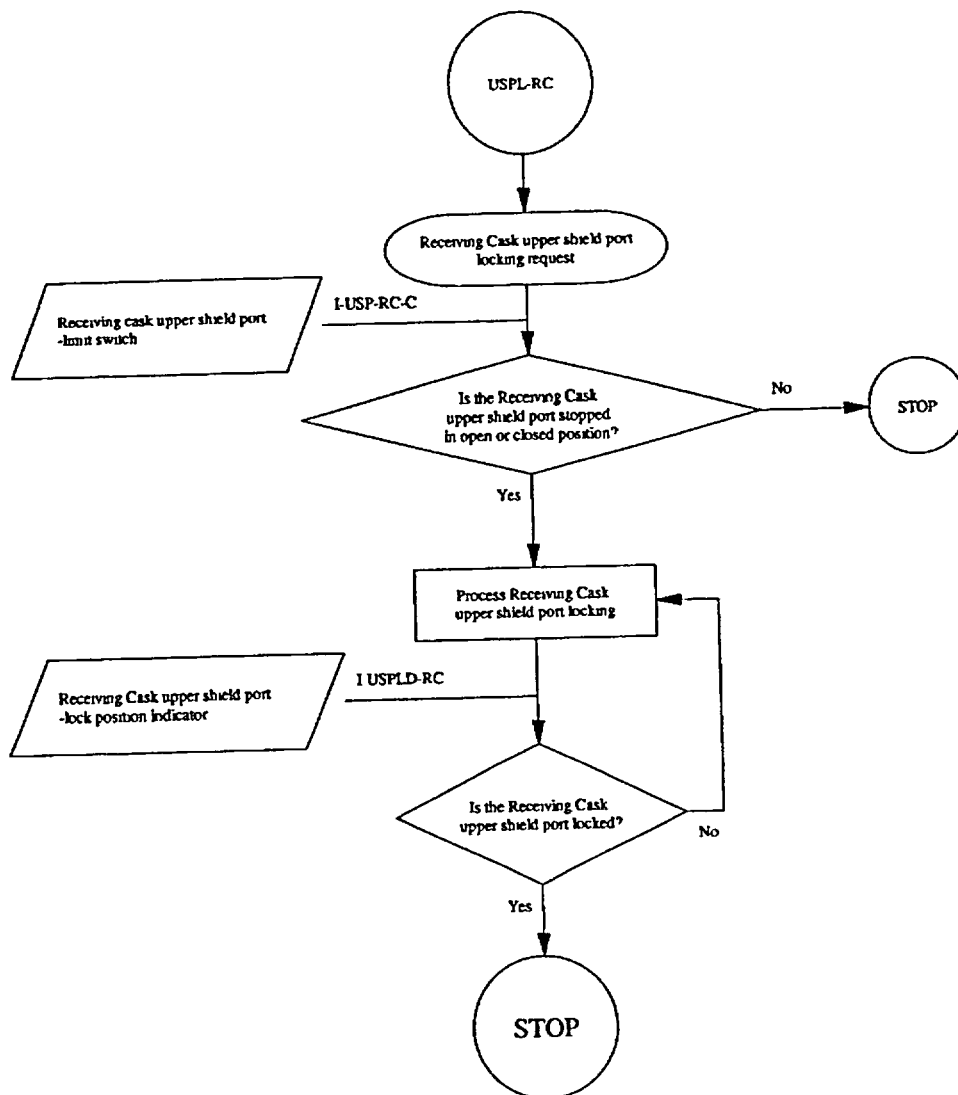 USPL-RC
Receiving Cask upper shield port
locking request
I-USP-RC-C
Receiving cask upper shield port
-limit switch
Is the Receiving Cask
upper shield port stopped
in open or closed position?
No
STOP
Yes
Process Receiving Cask
upper shield port locking
I USPLD-RC
Receiving Cask upper shield port
-lock position indicator
Is the Receiving Cask
upper shield port locked?
No
Yes
STOP